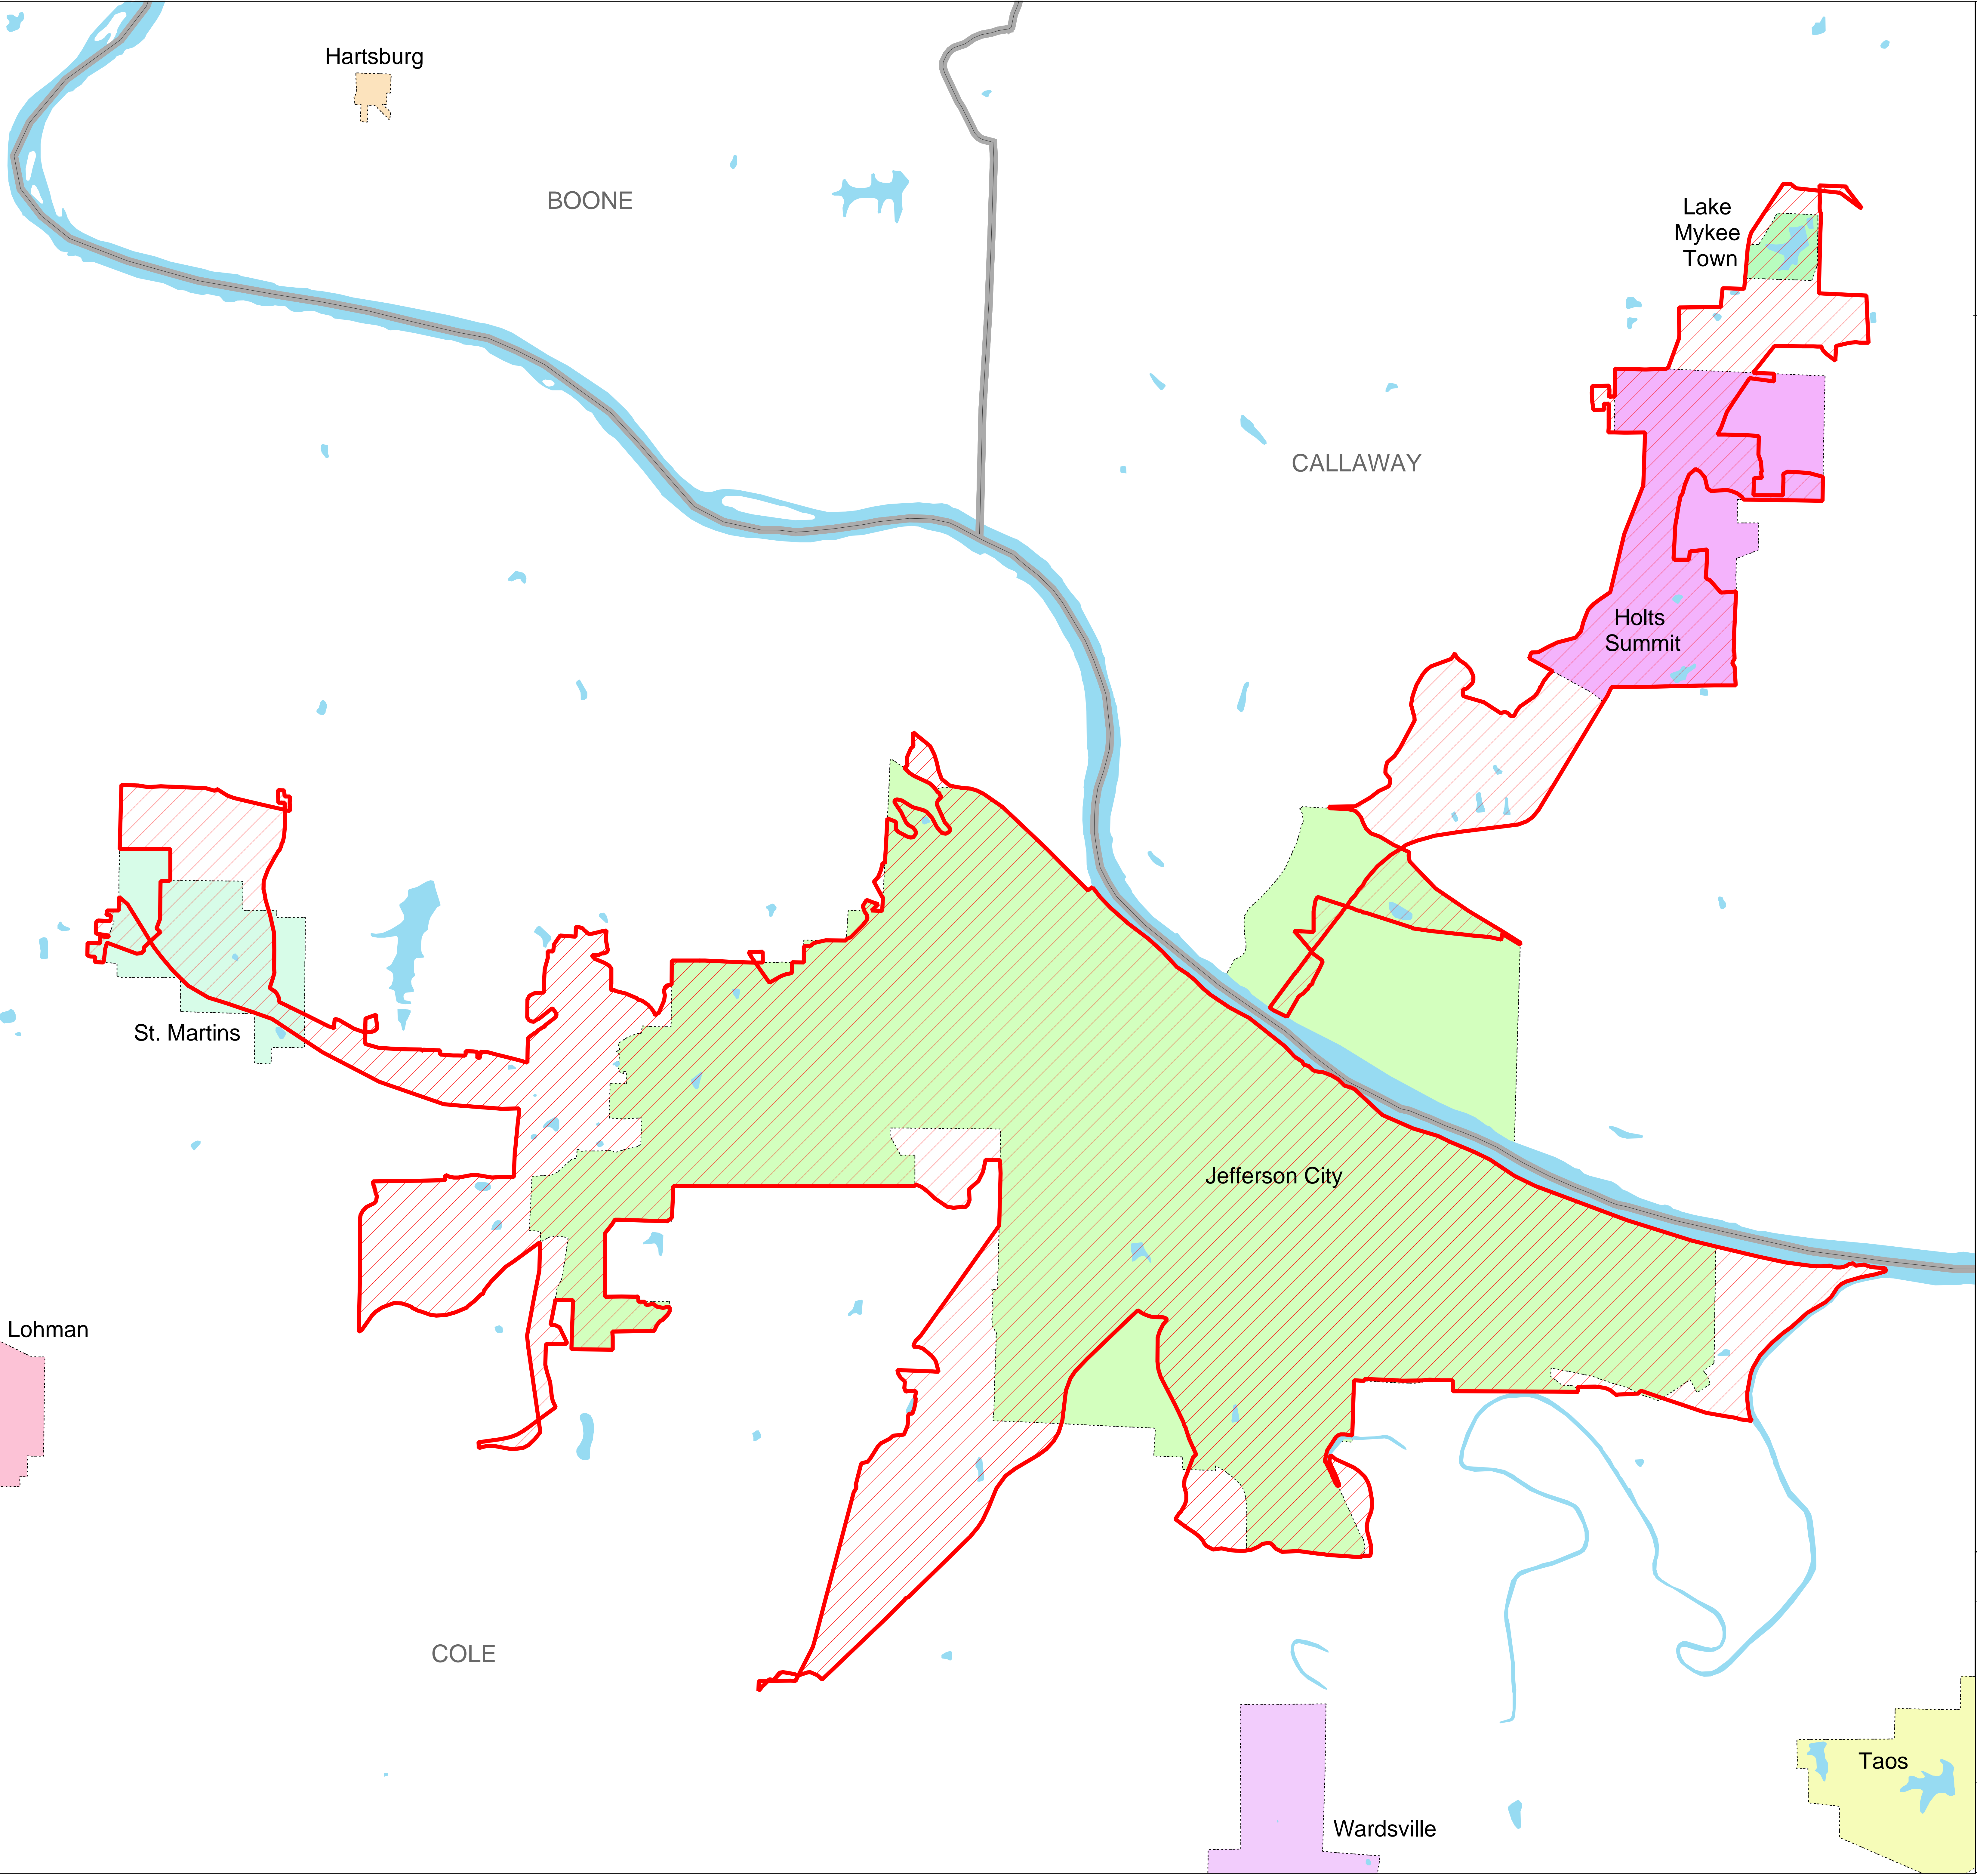 Hartsburg
BOONE
Lake
Mykee
Town
CALLAWAY
Holts
Summit
St. Martins
Jefferson City
Lohman
COLE
Taos
Wardsville